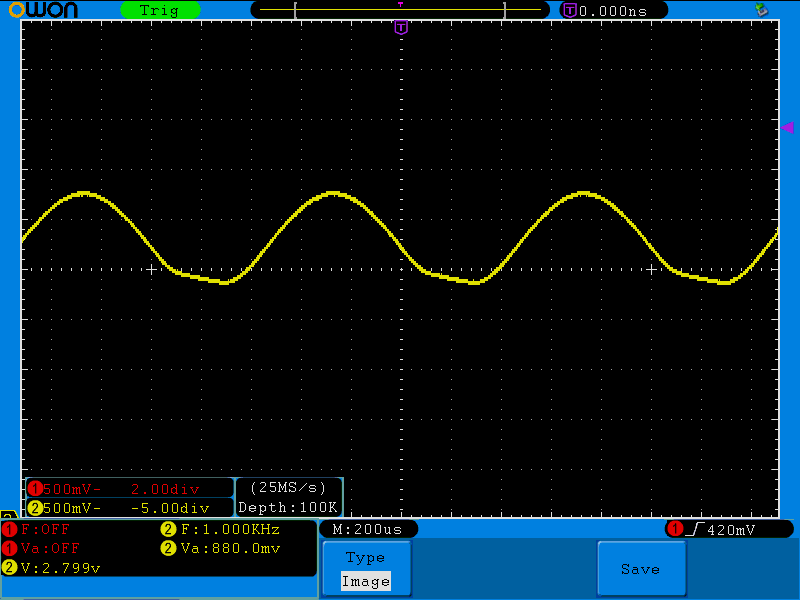 OWON Trig T 0.000ns
T
1 500mV- 2.00div (25MS/s)
2 500mV- -5.00div Depth:100K
1 F:OFF 2 F:1.000KHz M:200us 1 420mV
1 Va:OFF 2 Va:880.0mv
2 V:2.799v
Type
Image
Save